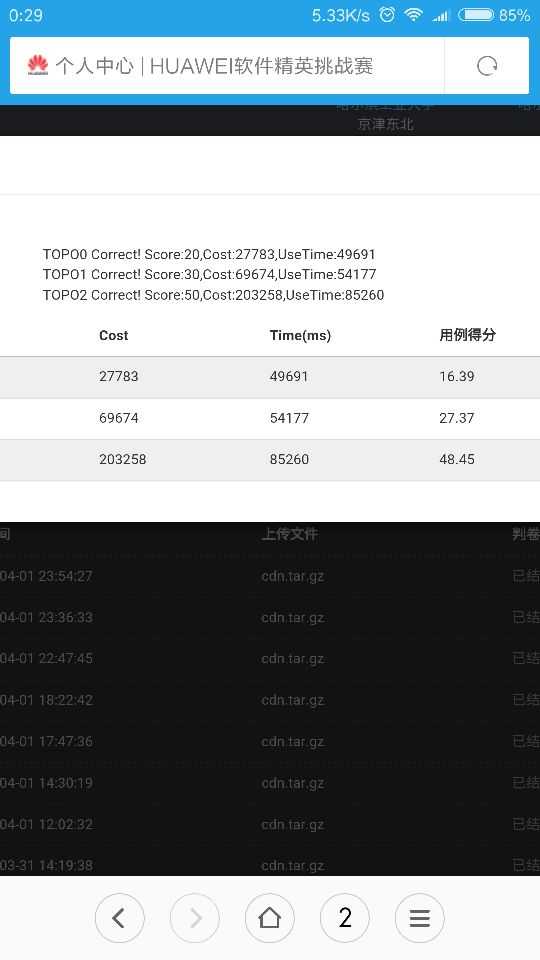 0:29 5.33K/s 85%
HUAWEI 个人中心 | HUAWEI软件精英挑战赛
京津东北
TOPO0 Correct! Score:20,Cost:27783,UseTime:49691
TOPO1 Correct! Score:30,Cost:69674,UseTime:54177
TOPO2 Correct! Score:50,Cost:203258,UseTime:85260
Cost Time(ms) 用例得分
27783 49691 16.39
69674 54177 27.37
203258 85260 48.45
间 上传文件 判卷
04-01 23:54:27 cdn.tar.gz 已结
04-01 23:36:33 cdn.tar.gz 已结
04-01 22:47:45 cdn.tar.gz 已结
04-01 18:22:42 cdn.tar.gz 已结
04-01 17:47:36 cdn.tar.gz 已结
04-01 14:30:19 cdn.tar.gz 已结
04-01 12:02:32 cdn.tar.gz 已结
03-31 14:19:38 cdn.tar.gz 已结
2